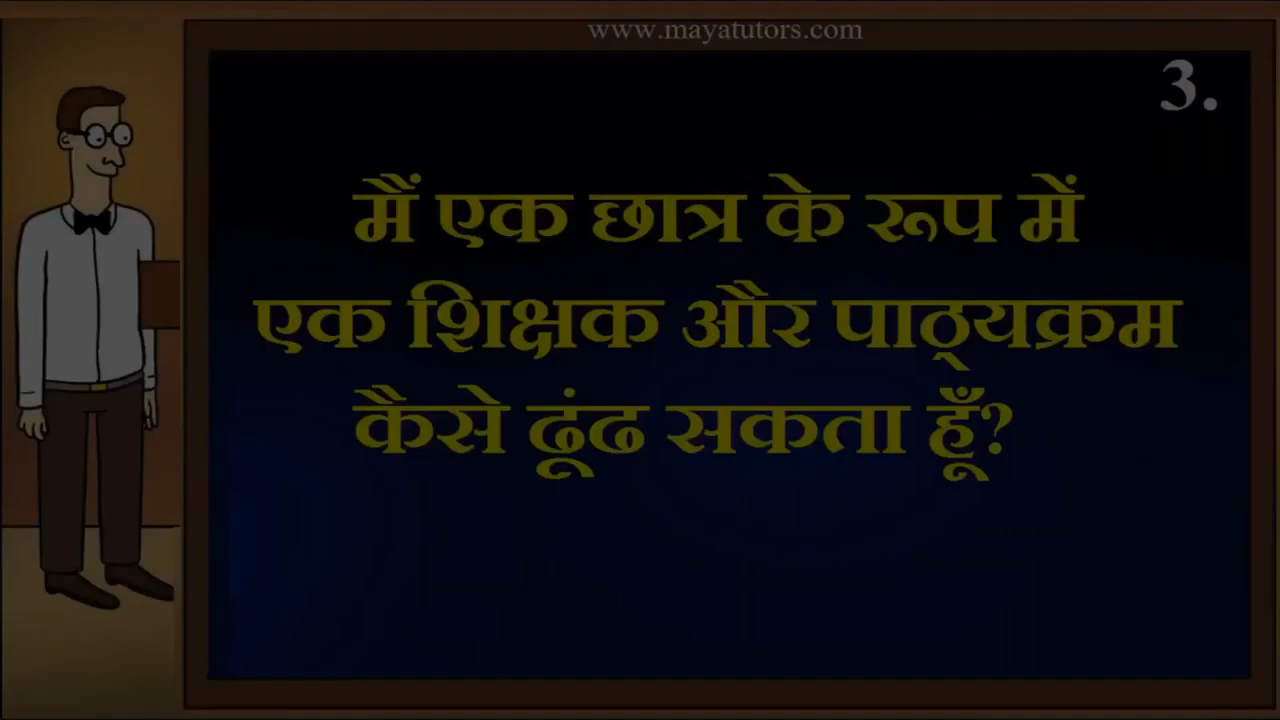 www.mayatutors.com
3.
मैं एक छात्र के रूप में
एक शिक्षक और पाठ्यक्रम
कैसे ढूंढ सकता हूँ?